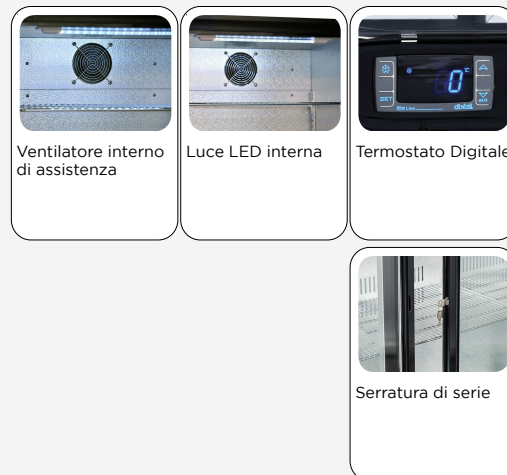 Ventilatore interno
di assistenza
Luce LED interna
Termostato Digitale
SET
0
°C
dixell
AUX
Serratura di serie